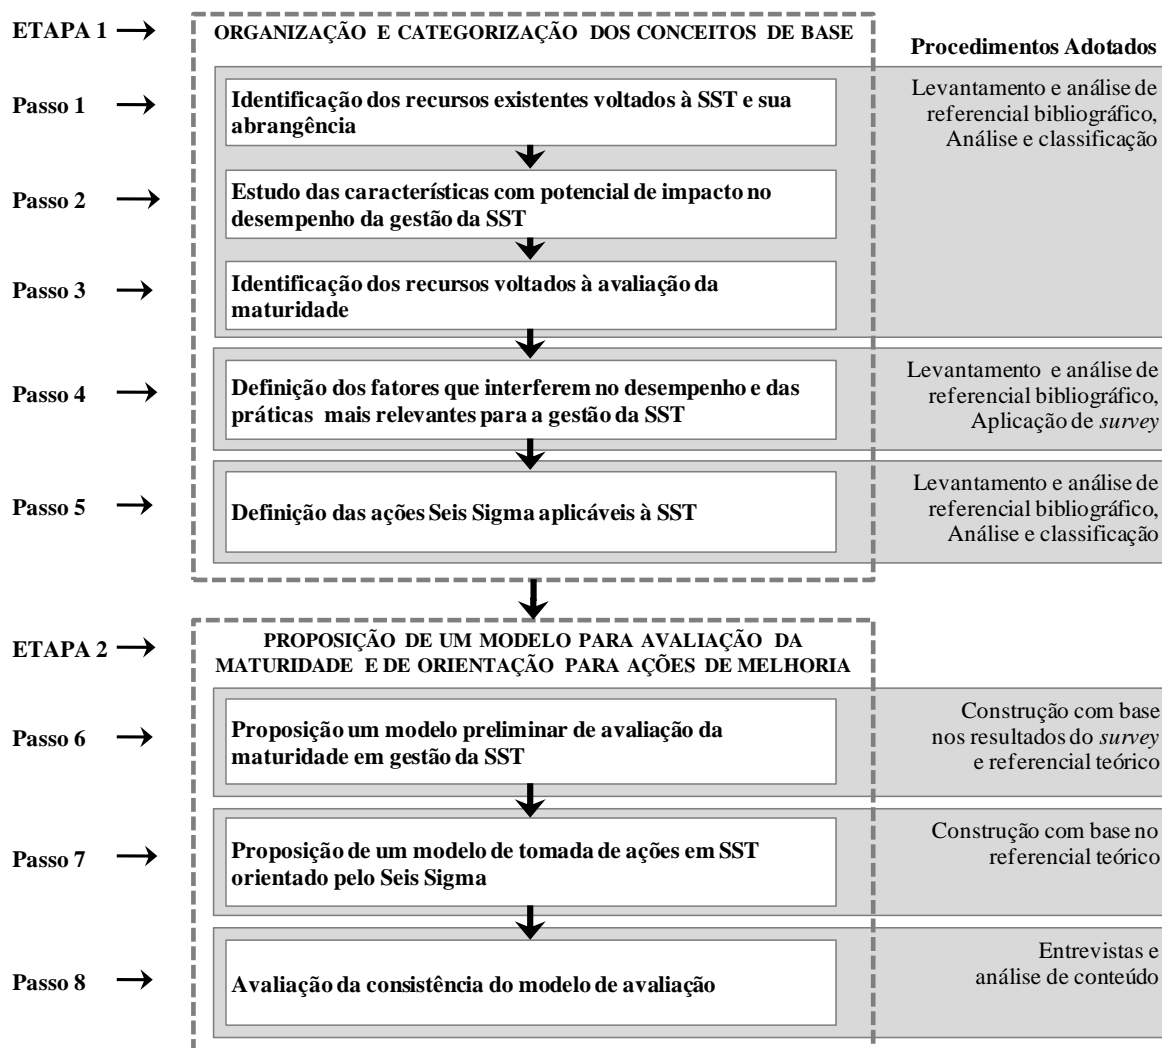 ETAPA 1
ORGANIZAÇÃO E CATEGORIZAÇÃO DOS CONCEITOS DE BASE
Procedimentos Adotados
Passo 1
Identificação dos recursos existentes voltados à SST e sua
abrangência
Levantamento e análise de
referencial bibliográfico,
Análise e classificação
Passo 2
Estudo das características com potencial de impacto no
desempenho da gestão da SST
Passo 3
Identificação dos recursos voltados à avaliação da
maturidade
Passo 4
Definição dos fatores que interferem no desempenho e das
práticas mais relevantes para a gestão da SST
Levantamento e análise de
referencial bibliográfico,
Aplicação de survey
Passo 5
Definição das ações Seis Sigma aplicáveis à SST
Levantamento e análise de
referencial bibliográfico,
Análise e classificação
ETAPA 2
PROPOSIÇÃO DE UM MODELO PARA AVALIAÇÃO DA
MATURIDADE E DE ORIENTAÇÃO PARA AÇÕES DE MELHORIA
Passo 6
Proposição um modelo preliminar de avaliação da
maturidade em gestão da SST
Construção com base
nos resultados do survey
e referencial teórico
Passo 7
Proposição de um modelo de tomada de ações em SST
orientado pelo Seis Sigma
Construção com base no
referencial teórico
Passo 8
Avaliação da consistência do modelo de avaliação
Entrevistas e
análise de conteúdo